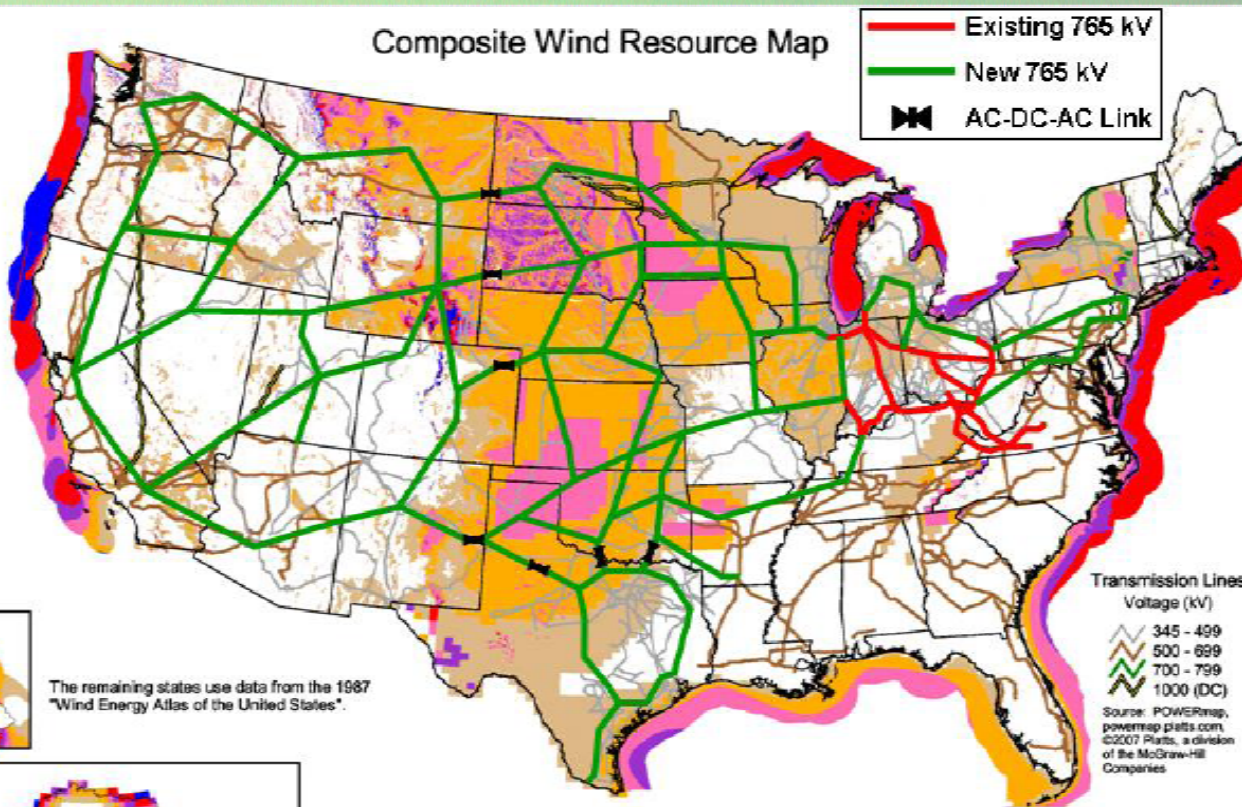 Composite Wind Resource Map
Existing 765 kV
New 765 kV
AC-DC-AC Link
The remaining states use data from the 1987
"Wind Energy Atlas of the United States".
Transmission Lines
Voltage (kV)
345 - 499
500 - 699
700 - 799
1000 (DC)
Source: POWERmap,
powermap.platts.com,
©2007 Platts, a division
of the McGraw-Hill
Companies